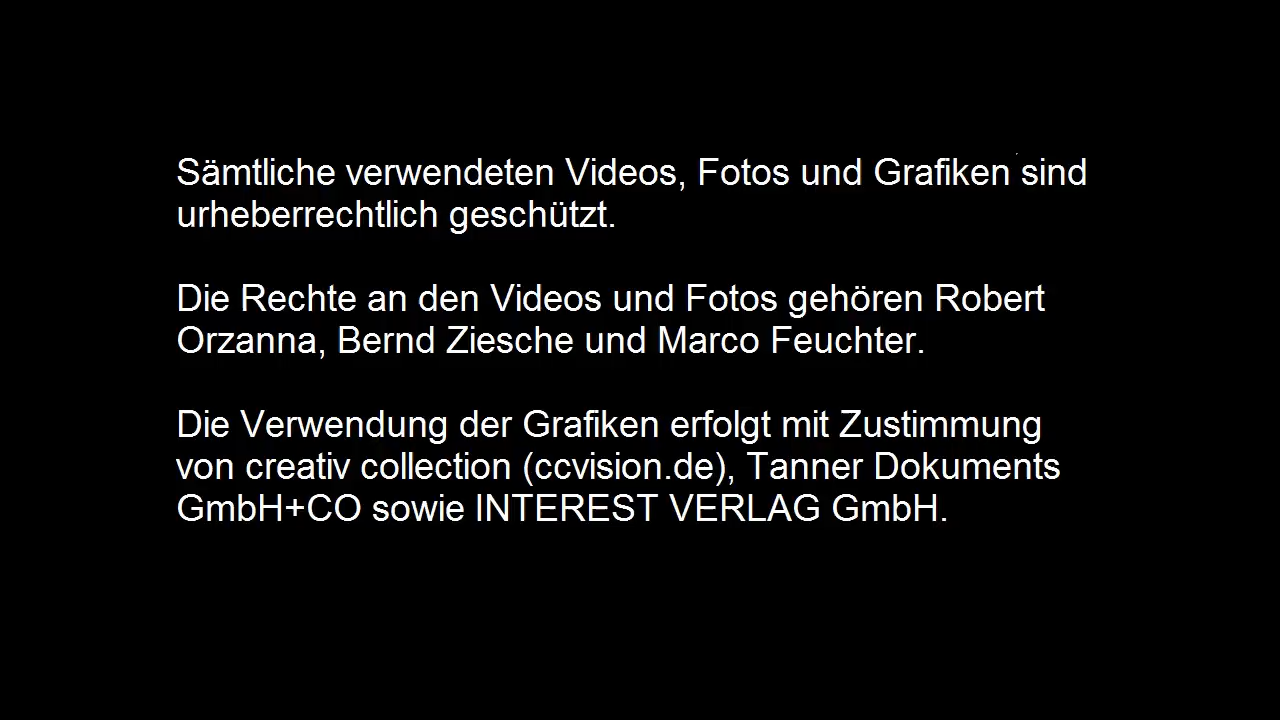 Sämtliche verwendeten Videos, Fotos und Grafiken sind
urheberrechtlich geschützt.
Die Rechte an den Videos und Fotos gehören Robert
Orzanna, Bernd Ziesche und Marco Feuchter.
Die Verwendung der Grafiken erfolgt mit Zustimmung
von creativ collection (ccvision.de), Tanner Dokuments
GmbH+CO sowie INTEREST VERLAG GmbH.